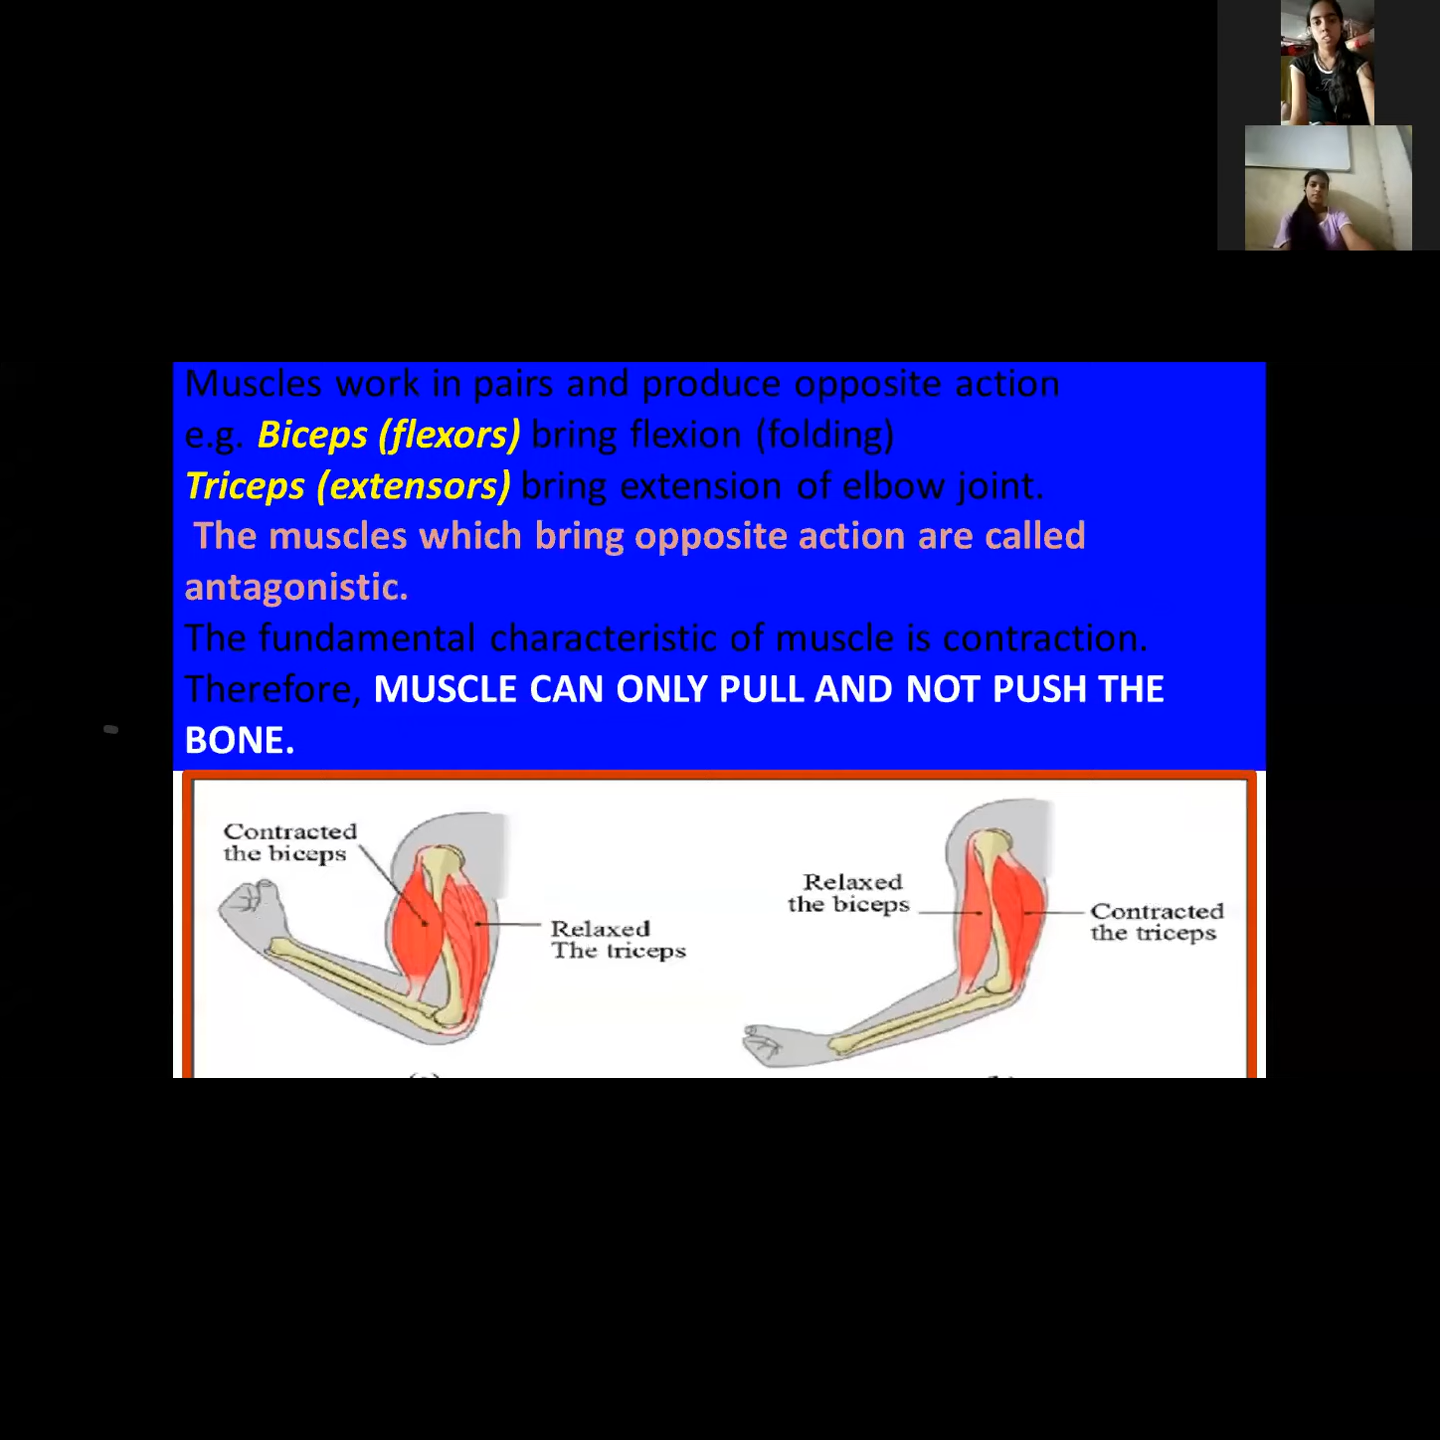 Muscles work in pairs and produce opposite action
e.g. Biceps (flexors) bring flexion (folding)
Triceps (extensors) bring extension of elbow joint.
The muscles which bring opposite action are called
antagonistic.
The fundamental characteristic of muscle is contraction.
Therefore, MUSCLE CAN ONLY PULL AND NOT PUSH THE
BONE.
Contracted
the biceps
Relaxed
The triceps
Relaxed
the biceps
Contracted
the triceps